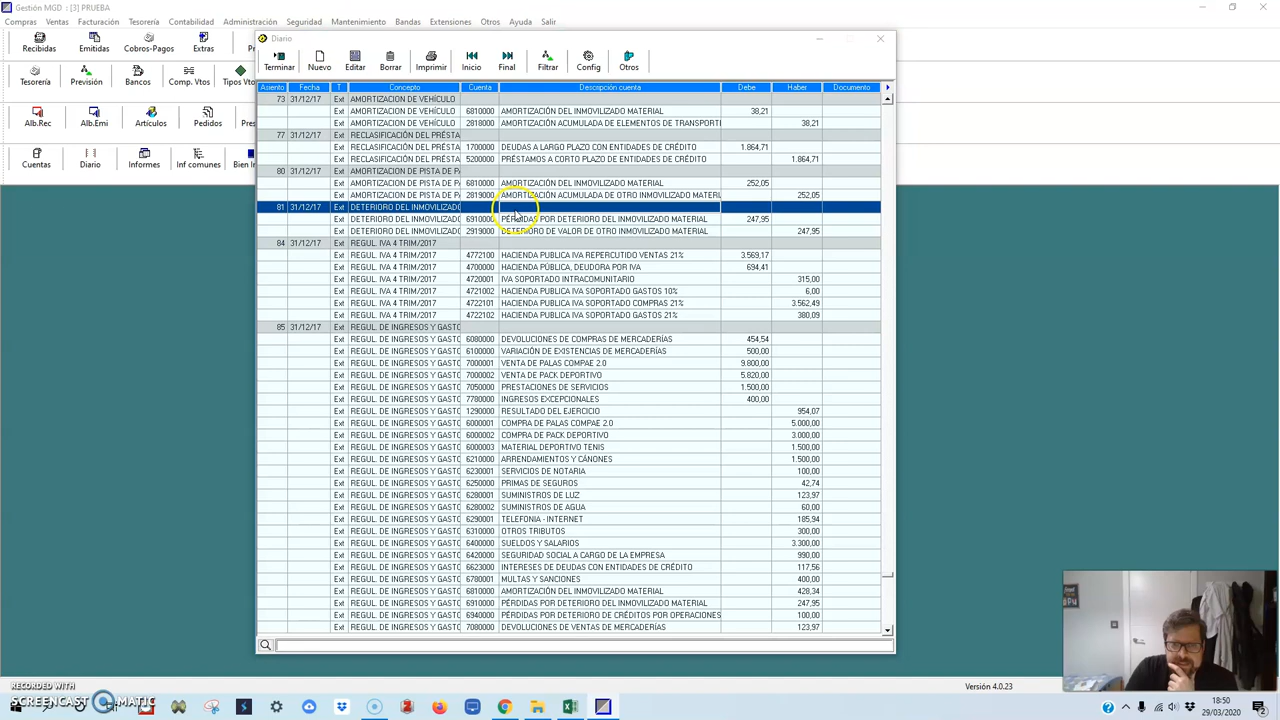 Gestión MGD : [3] PRUEBA
Compras Ventas Facturación Tesorería Contabilidad Administración Seguridad Mantenimiento Bandas Extensiones Otros Ayuda Salir
Recibidas Emitidas Cobros-Pagos Extras
Tesorería Previsión Bancos Comp. Vtos Tipos Vto
Alb.Rec Alb.Emi Artículos Pedidos
Cuentas Diario Informes Inf comunes Bien In
Diario
Terminar Nuevo Editar Borrar Imprimir Inicio Final Filtrar Config Otros
Asiento Fecha T Concepto Cuenta Descripción cuenta Debe Haber Documento
73 31/12/17 Ext AMORTIZACION DE VEHÍCULO
Ext AMORTIZACION DE VEHÍCULO 6810000 AMORTIZACIÓN DEL INMOVILIZADO MATERIAL 38,21
Ext AMORTIZACION DE VEHÍCULO 2818000 AMORTIZACIÓN ACUMULADA DE ELEMENTOS DE TRANSPORTE 38,21
77 31/12/17 Ext RECLASIFICACIÓN DEL PRÉSTA
Ext RECLASIFICACIÓN DEL PRÉSTA 1700000 DEUDAS A LARGO PLAZO CON ENTIDADES DE CRÉDITO 1.864,71
Ext RECLASIFICACIÓN DEL PRÉSTA 5200000 PRÉSTAMOS A CORTO PLAZO DE ENTIDADES DE CRÉDITO 1.864,71
80 31/12/17 Ext AMORTIZACION DE PISTA DE PA
Ext AMORTIZACION DE PISTA DE PA 6810000 AMORTIZACIÓN DEL INMOVILIZADO MATERIAL 252,05
Ext AMORTIZACION DE PISTA DE PA 2819000 AMORTIZACIÓN ACUMULADA DE OTRO INMOVILIZADO MATERI 252,05
81 31/12/17 Ext DETERIORO DEL INMOVILIZADO
Ext DETERIORO DEL INMOVILIZADO 6910000 PÉRDIDAS POR DETERIORO DEL INMOVILIZADO MATERIAL 247,95
Ext DETERIORO DEL INMOVILIZADO 2919000 DETERIORO DE VALOR DE OTRO INMOVILIZADO MATERIAL 247,95
84 31/12/17 Ext REGUL. IVA 4 TRIM/2017
Ext REGUL. IVA 4 TRIM/2017 4772100 HACIENDA PUBLICA IVA REPERCUTIDO VENTAS 21% 3.569,17
Ext REGUL. IVA 4 TRIM/2017 4700000 HACIENDA PÚBLICA, DEUDORA POR IVA 694,41
Ext REGUL. IVA 4 TRIM/2017 4720001 IVA SOPORTADO INTRACOMUNITARIO 315,00
Ext REGUL. IVA 4 TRIM/2017 4721002 HACIENDA PUBLICA IVA SOPORTADO GASTOS 10% 6,00
Ext REGUL. IVA 4 TRIM/2017 4722101 HACIENDA PUBLICA IVA SOPORTADO COMPRAS 21% 3.562,49
Ext REGUL. IVA 4 TRIM/2017 4722102 HACIENDA PUBLICA IVA SOPORTADO GASTOS 21% 380,09
85 31/12/17 Ext REGUL. DE INGRESOS Y GASTO
Ext REGUL. DE INGRESOS Y GASTO 6080000 DEVOLUCIONES DE COMPRAS DE MERCADERÍAS 454,54
Ext REGUL. DE INGRESOS Y GASTO 6100000 VARIACIÓN DE EXISTENCIAS DE MERCADERÍAS 500,00
Ext REGUL. DE INGRESOS Y GASTO 7000001 VENTA DE PALAS COMPAE 2.0 9.800,00
Ext REGUL. DE INGRESOS Y GASTO 7000002 VENTA DE PACK DEPORTIVO 5.820,00
Ext REGUL. DE INGRESOS Y GASTO 7050000 PRESTACIONES DE SERVICIOS 1.500,00
Ext REGUL. DE INGRESOS Y GASTO 7780000 INGRESOS EXCEPCIONALES 400,00
Ext REGUL. DE INGRESOS Y GASTO 1290000 RESULTADO DEL EJERCICIO 954,07
Ext REGUL. DE INGRESOS Y GASTO 6000001 COMPRA DE PALAS COMPAE 2.0 5.000,00
Ext REGUL. DE INGRESOS Y GASTO 6000002 COMPRA DE PACK DEPORTIVO 3.000,00
Ext REGUL. DE INGRESOS Y GASTO 6000003 MATERIAL DEPORTIVO TENIS 1.500,00
Ext REGUL. DE INGRESOS Y GASTO 6210000 ARRENDAMIENTOS Y CÁNONES 1.500,00
Ext REGUL. DE INGRESOS Y GASTO 6230001 SERVICIOS DE NOTARIA 100,00
Ext REGUL. DE INGRESOS Y GASTO 6250000 PRIMAS DE SEGUROS 42,74
Ext REGUL. DE INGRESOS Y GASTO 6280001 SUMINISTROS DE LUZ 123,97
Ext REGUL. DE INGRESOS Y GASTO 6280002 SUMINISTROS DE AGUA 60,00
Ext REGUL. DE INGRESOS Y GASTO 6290001 TELEFONIA - INTERNET 185,94
Ext REGUL. DE INGRESOS Y GASTO 6310000 OTROS TRIBUTOS 300,00
Ext REGUL. DE INGRESOS Y GASTO 6400000 SUELDOS Y SALARIOS 3.300,00
Ext REGUL. DE INGRESOS Y GASTO 6420000 SEGURIDAD SOCIAL A CARGO DE LA EMPRESA 990,00
Ext REGUL. DE INGRESOS Y GASTO 6623000 INTERESES DE DEUDAS CON ENTIDADES DE CRÉDITO 117,56
Ext REGUL. DE INGRESOS Y GASTO 6780001 MULTAS Y SANCIONES 400,00
Ext REGUL. DE INGRESOS Y GASTO 6810000 AMORTIZACIÓN DEL INMOVILIZADO MATERIAL 428,34
Ext REGUL. DE INGRESOS Y GASTO 6910000 PÉRDIDAS POR DETERIORO DEL INMOVILIZADO MATERIAL 247,95
Ext REGUL. DE INGRESOS Y GASTO 6940000 PÉRDIDAS POR DETERIORO DE CRÉDITOS POR OPERACIONES 100,00
Ext REGUL. DE INGRESOS Y GASTO 7080000 DEVOLUCIONES DE VENTAS DE MERCADERÍAS 123,97
Versión 4.0.23
RECORDED WITH
SCREENCAST MATIC
18:50
29/03/2020